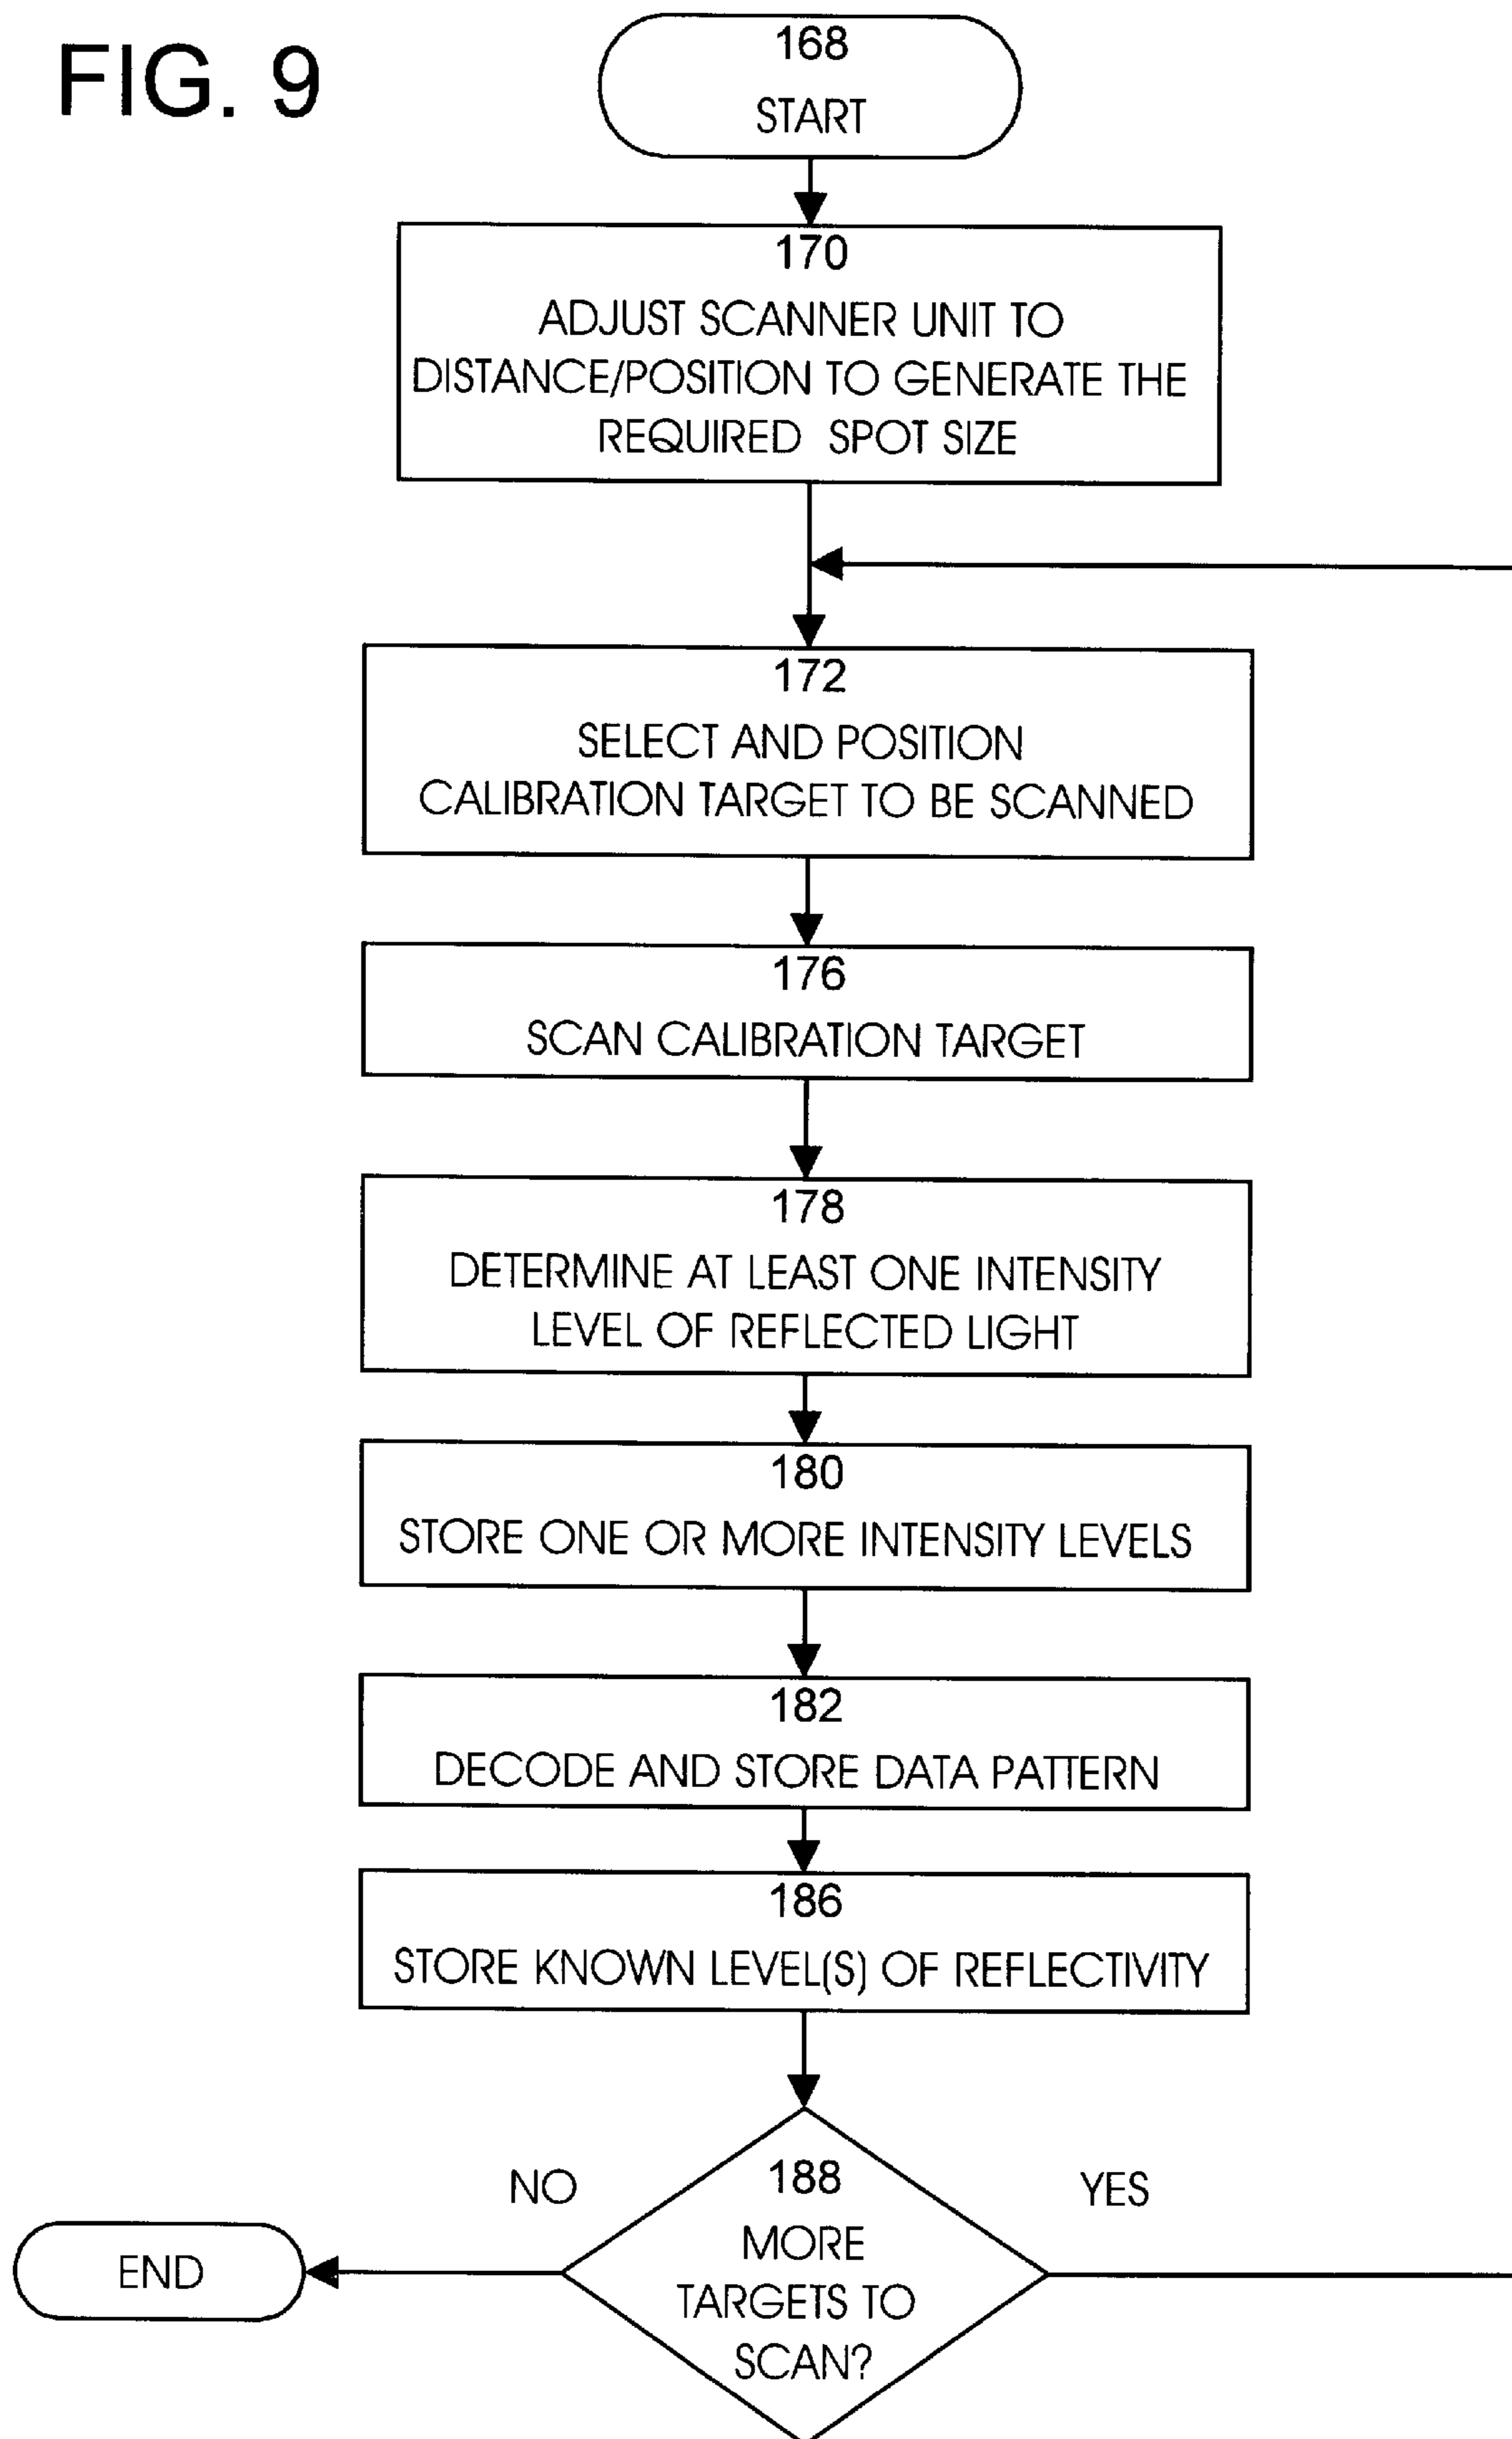 FIG. 9
168
START
170
ADJUST SCANNER UNIT TO
DISTANCE/POSITION TO GENERATE THE
REQUIRED SPOT SIZE
172
SELECT AND POSITION
CALIBRATION TARGET TO BE SCANNED
176
SCAN CALIBRATION TARGET
178
DETERMINE AT LEAST ONE INTENSITY
LEVEL OF REFLECTED LIGHT
180
STORE ONE OR MORE INTENSITY LEVELS
182
DECODE AND STORE DATA PATTERN
186
STORE KNOWN LEVEL(S) OF REFLECTIVITY
188
MORE
TARGETS TO
SCAN?
NO
YES
END